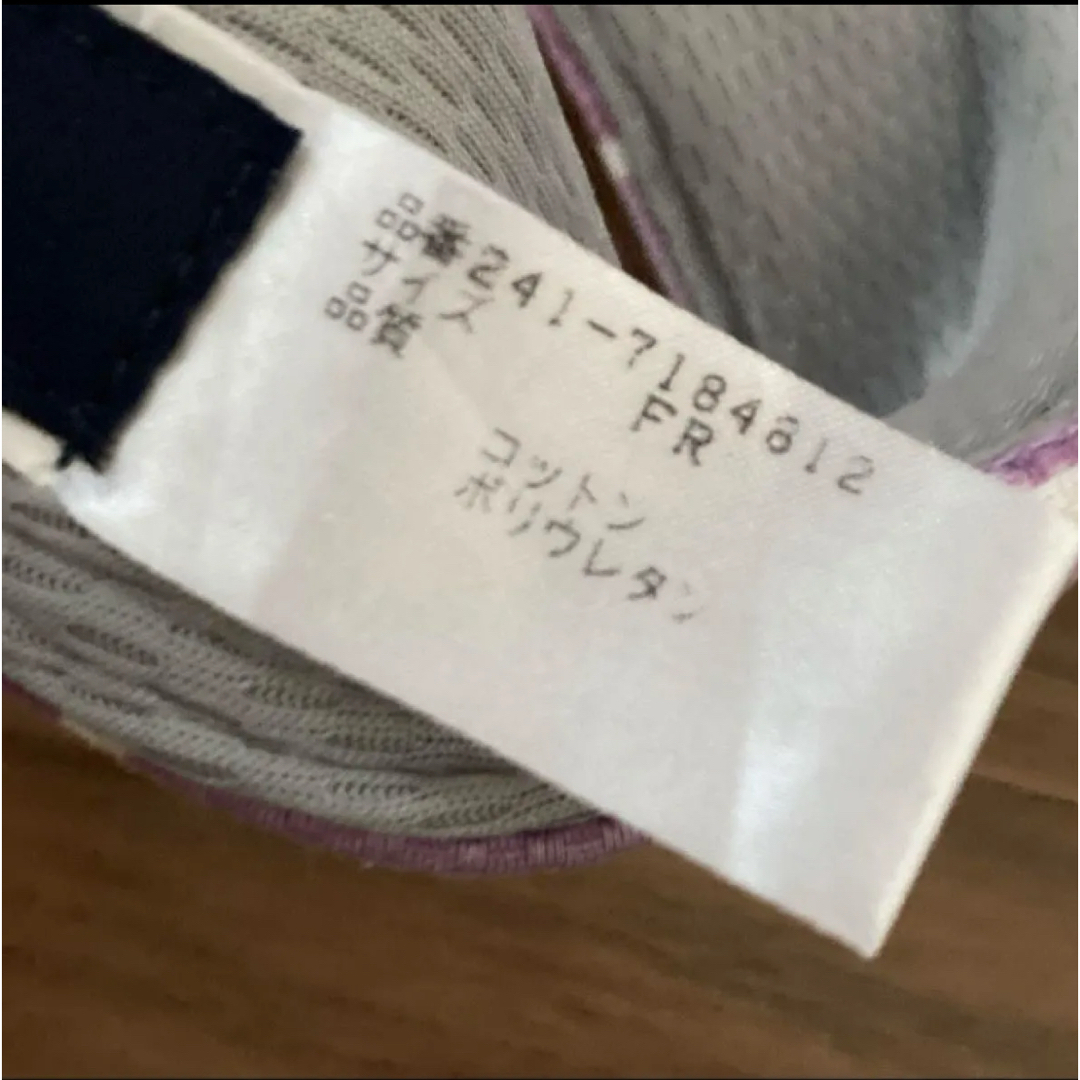 品番241-7184812
サイズ FR
品質
コットン
ポリウレタン